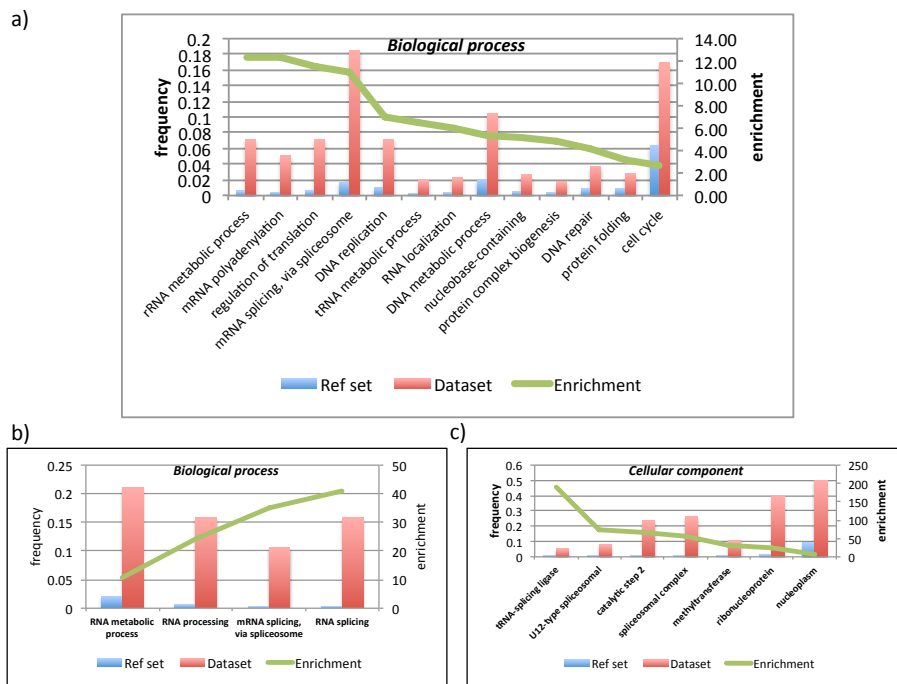 a)
Biological process
frequency
0.2
0.18
0.16
0.14
0.12
0.1
0.08
0.06
0.04
0.02
0
14.00
12.00
10.00
8.00
6.00
4.00
2.00
0.00
enrichment
rRNA metabolic process
mRNA polyadenylation
regulation of translation
mRNA splicing, via spliceosome
DNA replication
tRNA metabolic process
RNA localization
DNA metabolic process
nucleobase-containing
protein complex biogenesis
DNA repair
protein folding
cell cycle
Ref set Dataset Enrichment
b)
Biological process
frequency
0.25
0.2
0.15
0.1
0.05
0
50
40
30
20
10
0
enrichment
RNA metabolic
process
RNA processing
mRNA splicing,
via spliceosome
RNA splicing
Ref set Dataset Enrichment
c)
Cellular component
frequency
0.6
0.5
0.4
0.3
0.2
0.1
0
250
200
150
100
50
0
enrichment
tRNA-splicing ligase
U12-type spliceosomal
catalytic step 2
spliceosomal complex
methyltransferase
ribonucleoprotein
nucleoplasm
Ref set Dataset Enrichment